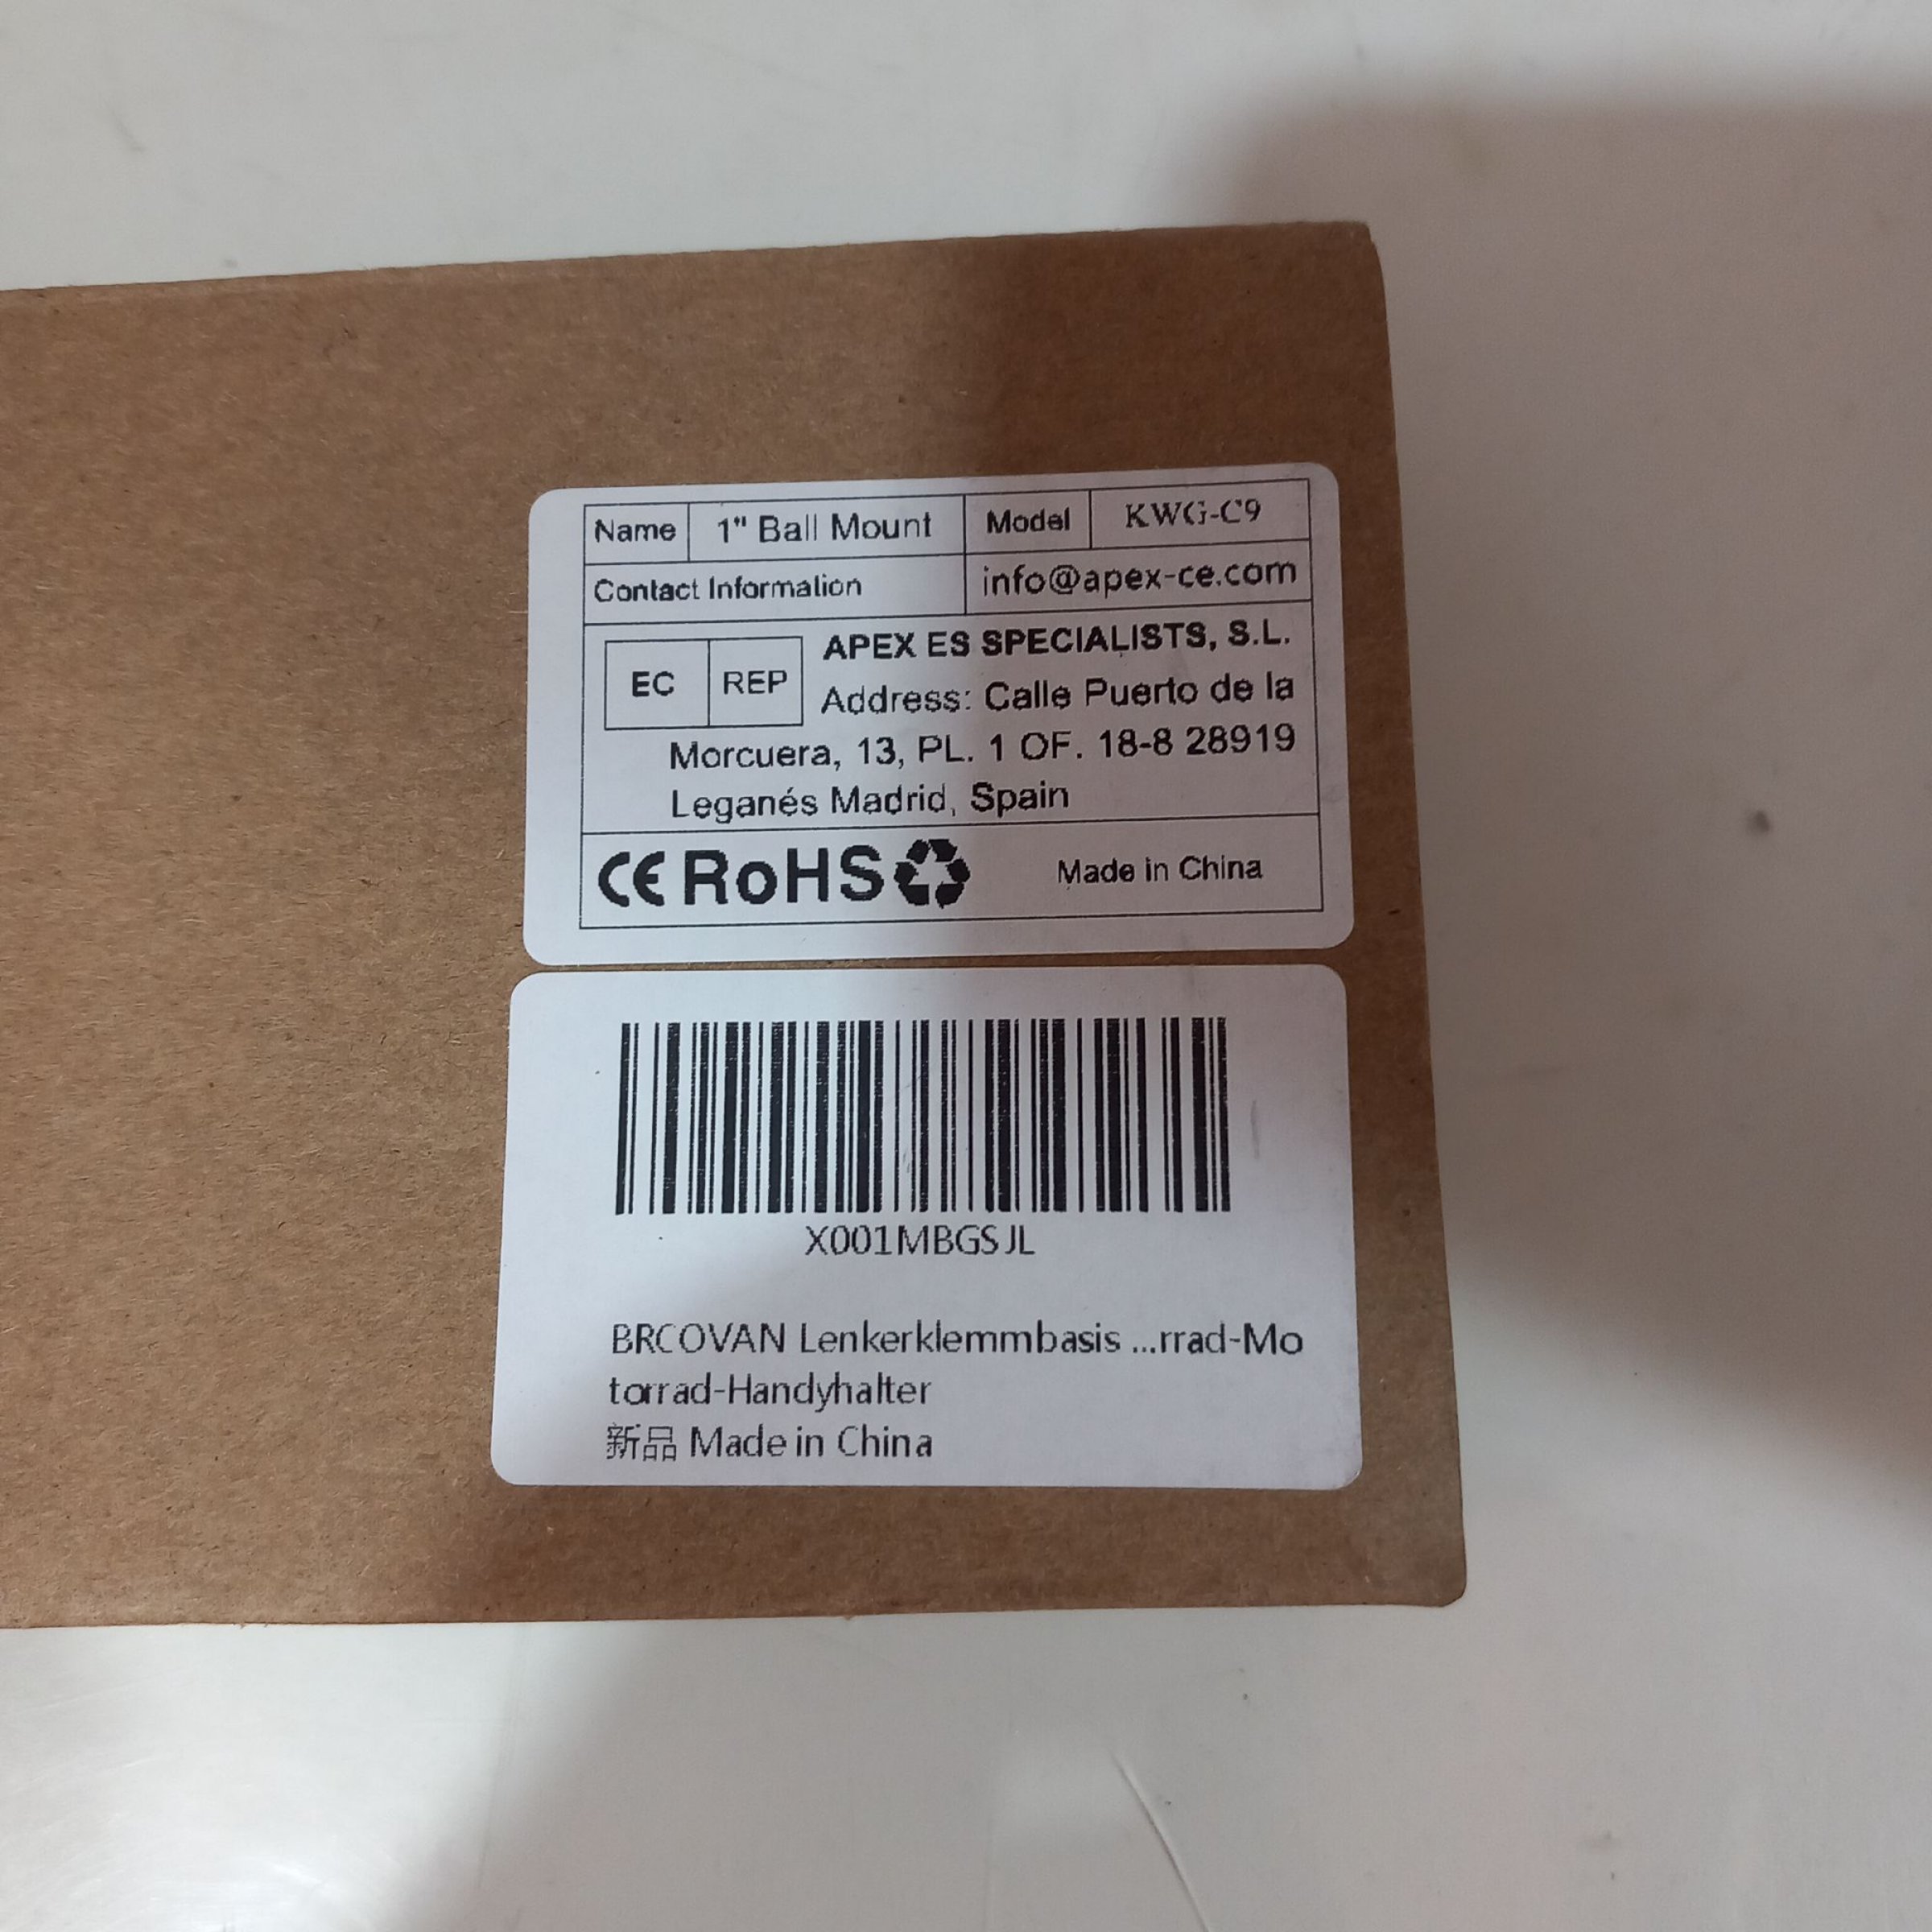 Name 1" Ball Mount Model KWG-C9
Contact Information info@apex-ce.com
EC REP APEX ES SPECIALISTS, S.L.
Address: Calle Puerto de la
Morcuera, 13, PL. 1 OF. 18-8 28919
Leganés Madrid, Spain
CE RoHS Made in China
X001MBGSJL
BRCOVAN Lenkerklemmbasis ...rrad-Mo
torrad-Handyhalter
新品 Made in China